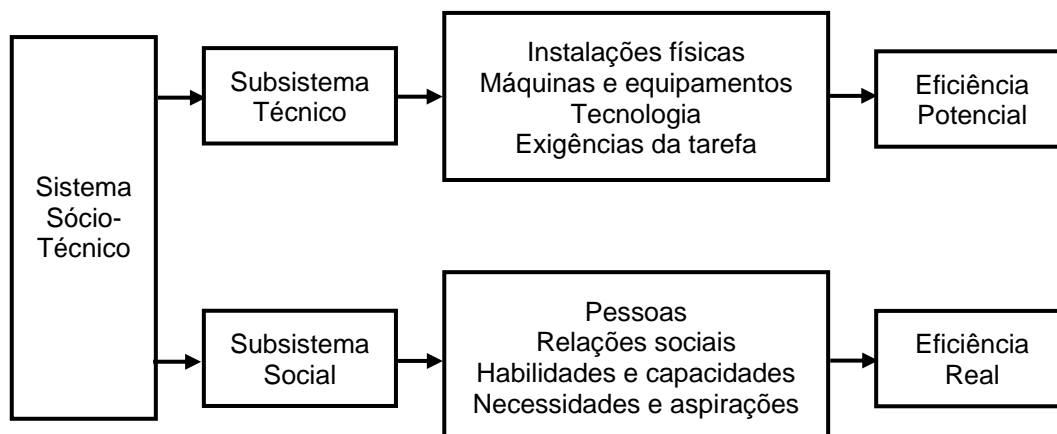 Sistema
Sócio-
Técnico
Subsistema
Técnico
Instalações físicas
Máquinas e equipamentos
Tecnologia
Exigências da tarefa
Eficiência
Potencial
Subsistema
Social
Pessoas
Relações sociais
Habilidades e capacidades
Necessidades e aspirações
Eficiência
Real